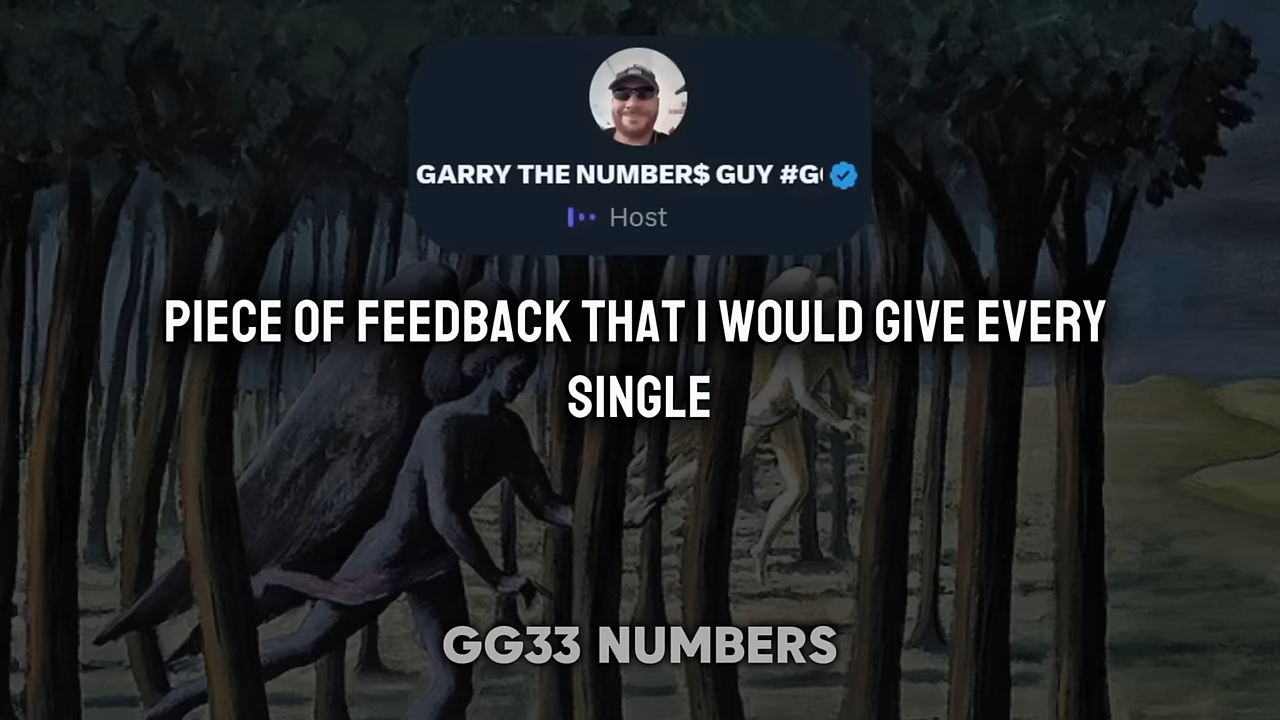 GARRY THE NUMBER$ GUY #G
Host
PIECE OF FEEDBACK THAT I WOULD GIVE EVERY
SINGLE
GG33 NUMBERS